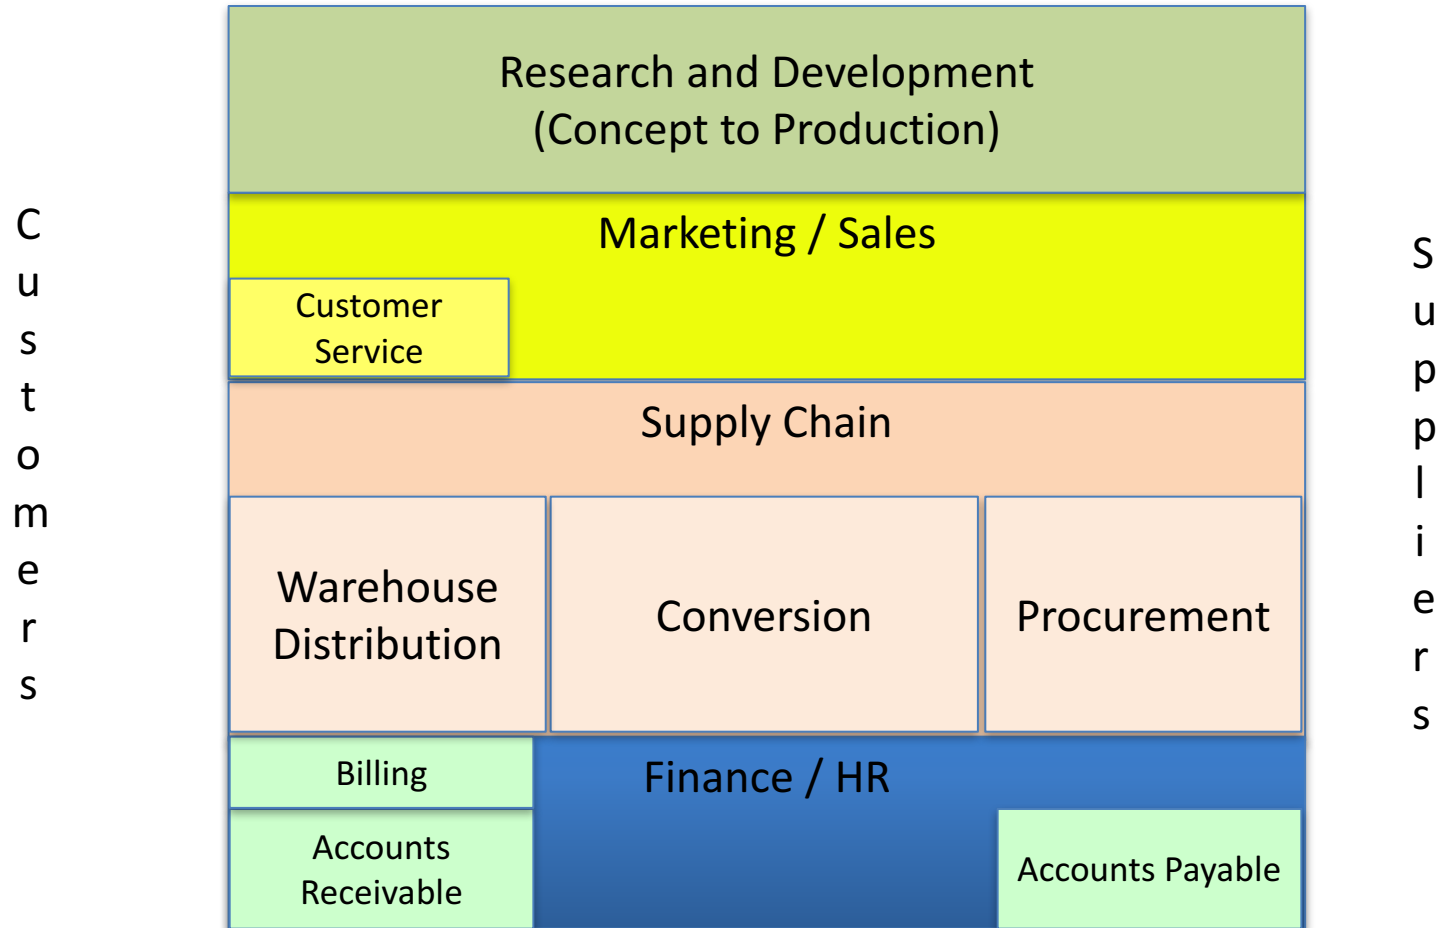 Research and Development
(Concept to Production)
Customers
Marketing / Sales
Suppliers
Customer
Service
Supply Chain
Warehouse
Distribution
Conversion
Procurement
Billing
Finance / HR
Accounts
Receivable
Accounts Payable